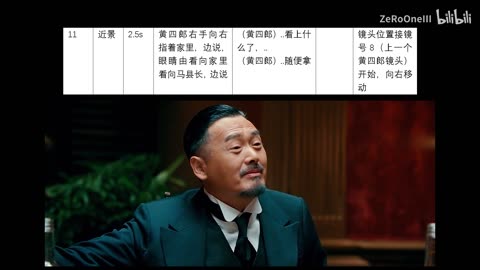 ZeRoOneIII bilibili
11
近景
2.5s
黄四郎右手向右
指着家里，边说，
眼睛由看向家里
看向马县长，边说
（黄四郎）..看上什
么了，..
（黄四郎）..随便拿
镜头位置接镜
号 8（上一个
黄四郎镜头）
开始，向右移
动